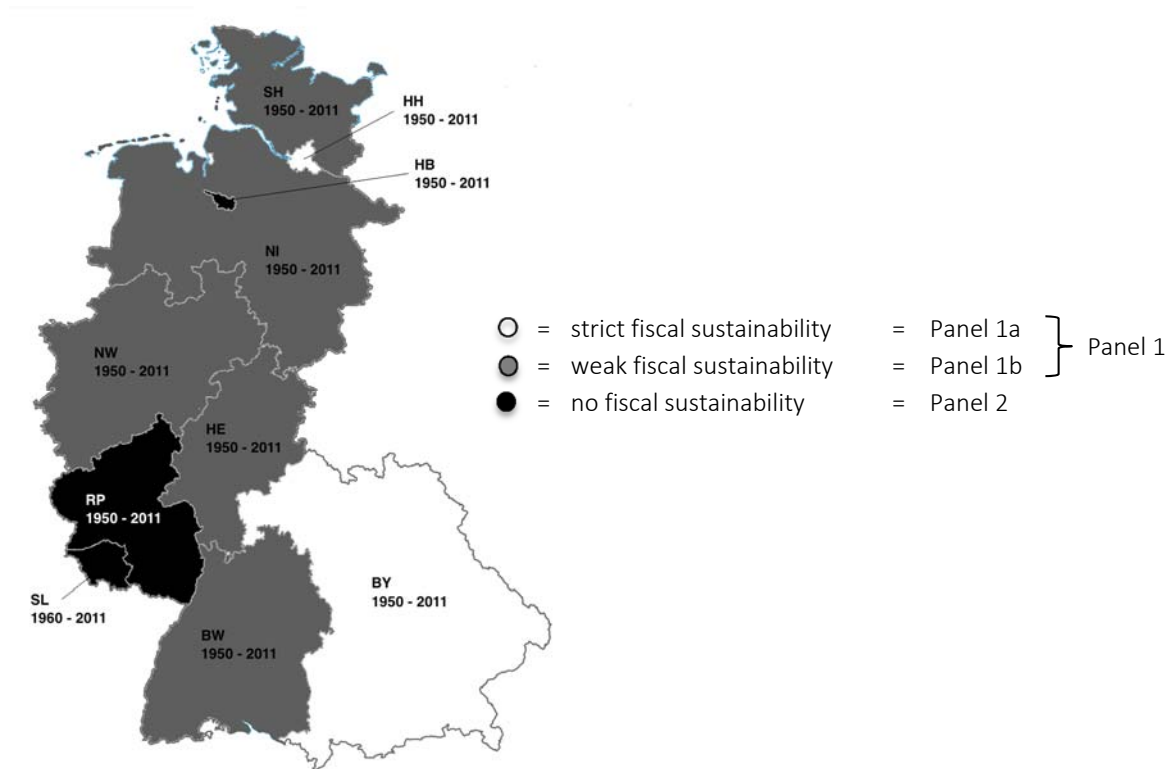 SH
1950 - 2011
HH
1950 - 2011
HB
1950 - 2011
NI
1950 - 2011
NW
1950 - 2011
HE
1950 - 2011
RP
1950 - 2011
SL
1960 - 2011
BW
1950 - 2011
BY
1950 - 2011
= strict fiscal sustainability = Panel 1a
= weak fiscal sustainability = Panel 1b
Panel 1
= no fiscal sustainability = Panel 2